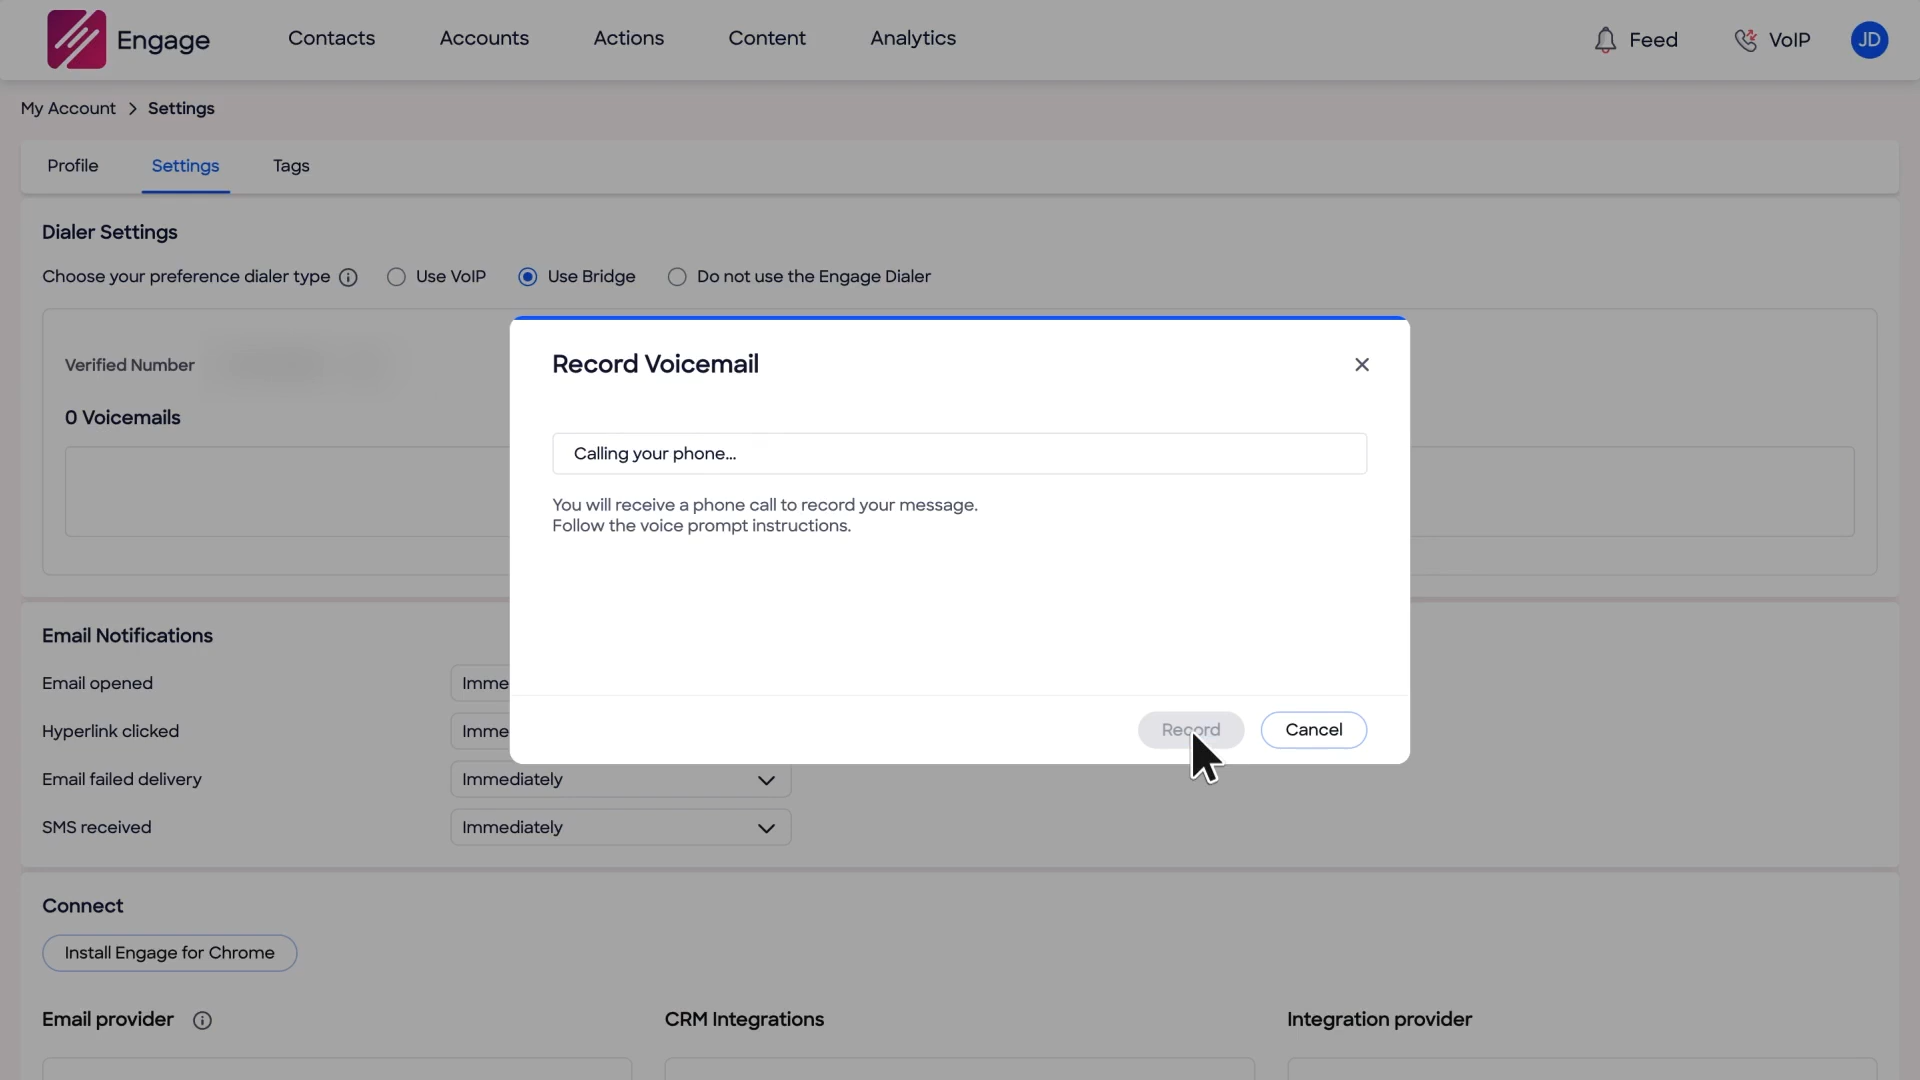 Engage
Contacts
Accounts
Actions
Content
Analytics
Feed
VoIP
JD
My Account > Settings
Profile
Settings
Tags
Dialer Settings
Choose your preference dialer type
Use VoIP
Use Bridge
Do not use the Engage Dialer
Verified Number
0 Voicemails
Record Voicemail
Calling your phone...
You will receive a phone call to record your message.
Follow the voice prompt instructions.
Record
Cancel
Email Notifications
Email opened
Imme
Hyperlink clicked
Imme
Email failed delivery
Immediately
SMS received
Immediately
Connect
Install Engage for Chrome
Email provider
CRM Integrations
Integration provider